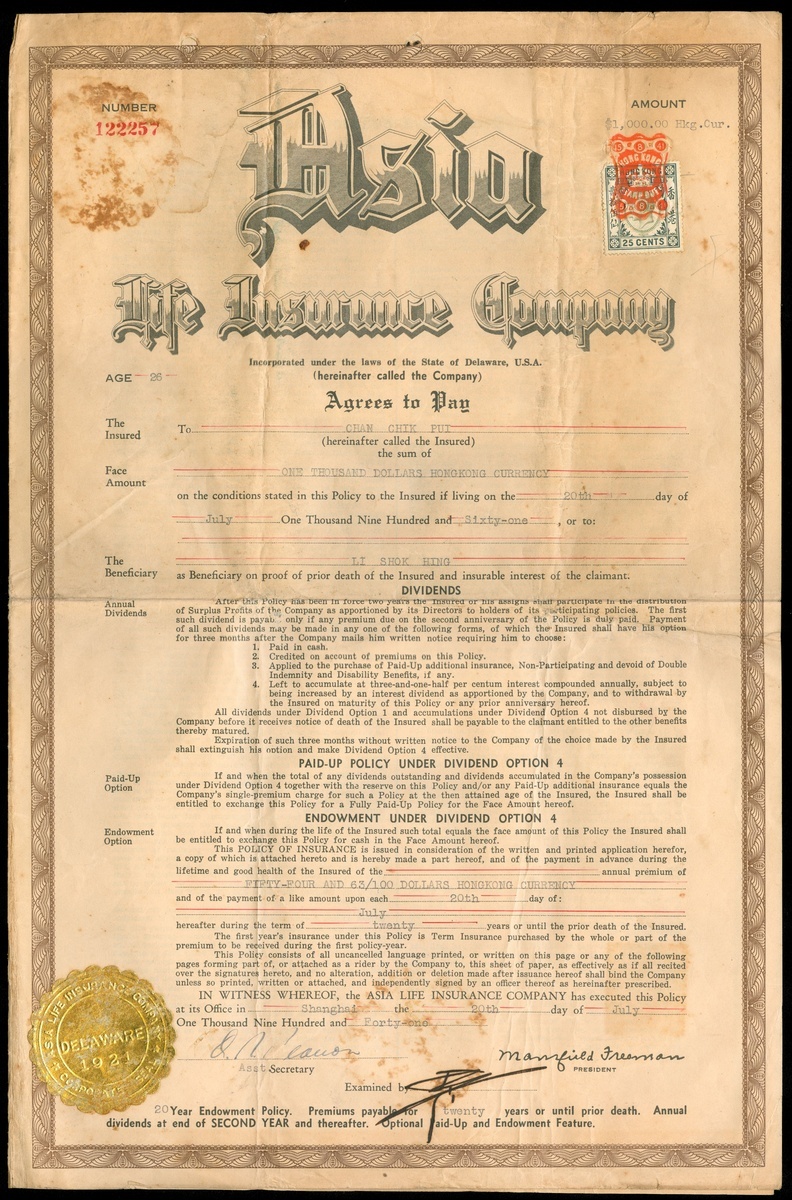 NUMBER
122257
AMOUNT
$1,000.00 Hkg.Cur.
HONG KONG
25 CENTS
Asia
Life Insurance Company
Incorporated under the laws of the State of Delaware, U.S.A.
AGE 26
(hereinafter called the Company)
Agrees to Pay
The Insured
To CHAN CHIK PUI
(hereinafter called the Insured)
the sum of
Face Amount
ONE THOUSAND DOLLARS HONGKONG CURRENCY
on the conditions stated in this Policy to the Insured if living on the 20th day of
July One Thousand Nine Hundred and Sixty-one, or to:
The Beneficiary
LI SHOK HING
as Beneficiary on proof of prior death of the Insured and insurable interest of the claimant.
DIVIDENDS
Annual Dividends
After this Policy has been in force two years the Insured or his assigns shall participate in the distribution
of Surplus Profits of the Company as apportioned by its Directors to holders of its participating policies. The first
such dividend is payable only if any premium due on the second anniversary of the Policy is duly paid. Payment
of all such dividends may be made in any one of the following forms, of which the Insured shall have his option
for three months after the Company mails him written notice requiring him to choose:
1. Paid in cash.
2. Credited on account of premiums on this Policy.
3. Applied to the purchase of Paid-Up additional insurance, Non-Participating and devoid of Double
Indemnity and Disability Benefits, if any.
4. Left to accumulate at three-and-one-half per centum interest compounded annually, subject to
being increased by an interest dividend as apportioned by the Company, and to withdrawal by
the Insured on maturity of this Policy or any prior anniversary hereof.
All dividends under Dividend Option 1 and accumulations under Dividend Option 4 not disbursed by the
Company before it receives notice of death of the Insured shall be payable to the claimant entitled to the other benefits
thereby matured.
Expiration of such three months without written notice to the Company of the choice made by the Insured
shall extinguish his option and make Dividend Option 4 effective.
PAID-UP POLICY UNDER DIVIDEND OPTION 4
Paid-Up Option
If and when the total of any dividends outstanding and dividends accumulated in the Company's possession
under Dividend Option 4 together with the reserve on this Policy and/or any Paid-Up additional insurance equals the
Company's single-premium charge for such a Policy at the then attained age of the Insured, the Insured shall be
entitled to exchange this Policy for a Fully Paid-Up Policy for the Face Amount hereof.
ENDOWMENT UNDER DIVIDEND OPTION 4
Endowment Option
If and when during the life of the Insured such total equals the face amount of this Policy the Insured shall
be entitled to exchange this Policy for cash in the Face Amount hereof.
This POLICY OF INSURANCE is issued in consideration of the written and printed application herefor,
a copy of which is attached hereto and is hereby made a part hereof, and of the payment in advance during the
lifetime and good health of the Insured of the annual premium of
FIFTY-FOUR AND 63/100 DOLLARS HONGKONG CURRENCY
and of the payment of a like amount upon each 20th day of:
July
hereafter during the term of twenty years or until the prior death of the Insured.
The first year's insurance under this Policy is Term Insurance purchased by the whole or part of the
premium to be received during the first policy-year.
This Policy consists of all uncancelled language printed, or written on this page or any of the following
pages forming part of, or attached as a rider by the Company to, this sheet of paper, as effectively as if all recited
over the signatures hereto, and no alteration, addition or deletion made after issuance hereof shall bind the Company
unless so printed, written or attached, and independently signed by an officer thereof as hereinafter prescribed.
IN WITNESS WHEREOF, the ASIA LIFE INSURANCE COMPANY has executed this Policy
at its Office in Shanghai the 20th day of July
One Thousand Nine Hundred and Forty-one
Asst. Secretary
Mansfield Freeman
PRESIDENT
Examined by
ASIA LIFE INSURANCE COMPANY
DELAWARE
1921
CORPORATE SEAL
20 Year Endowment Policy. Premiums payable for twenty years or until prior death. Annual
dividends at end of SECOND YEAR and thereafter. Optional Paid-Up and Endowment Feature.